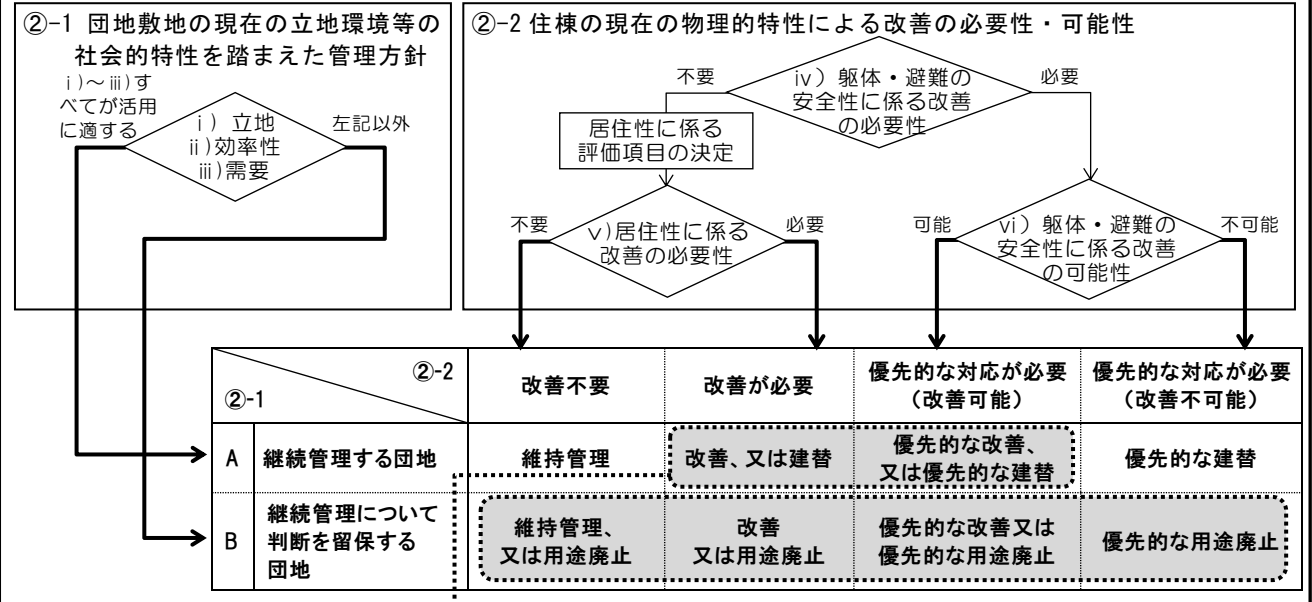 ②-1 団地敷地の現在の立地環境等の
社会的特性を踏まえた管理方針
ⅰ)～ⅲ)す
べてが活用
に適する
ⅰ) 立地
ⅱ)効率性
ⅲ)需要
左記以外
②-2 住棟の現在の物理的特性による改善の必要性・可能性
不要
ⅳ) 躯体・避難の
安全性に係る改善
の必要性
必要
居住性に係る
評価項目の決定
不要
ⅴ)居住性に係る
改善の必要性
必要
可能
ⅵ) 躯体・避難の
安全性に係る改善
の可能性
不可能
②-2
②-1
改善不要
改善が必要
優先的な対応が必要
(改善可能)
優先的な対応が必要
(改善不可能)
A
継続管理する団地
維持管理
改善、又は建替
優先的な改善、
又は優先的な建替
優先的な建替
B
継続管理について
判断を留保する
団地
維持管理、
又は用途廃止
改善
又は用途廃止
優先的な改善又は
優先的な用途廃止
優先的な用途廃止